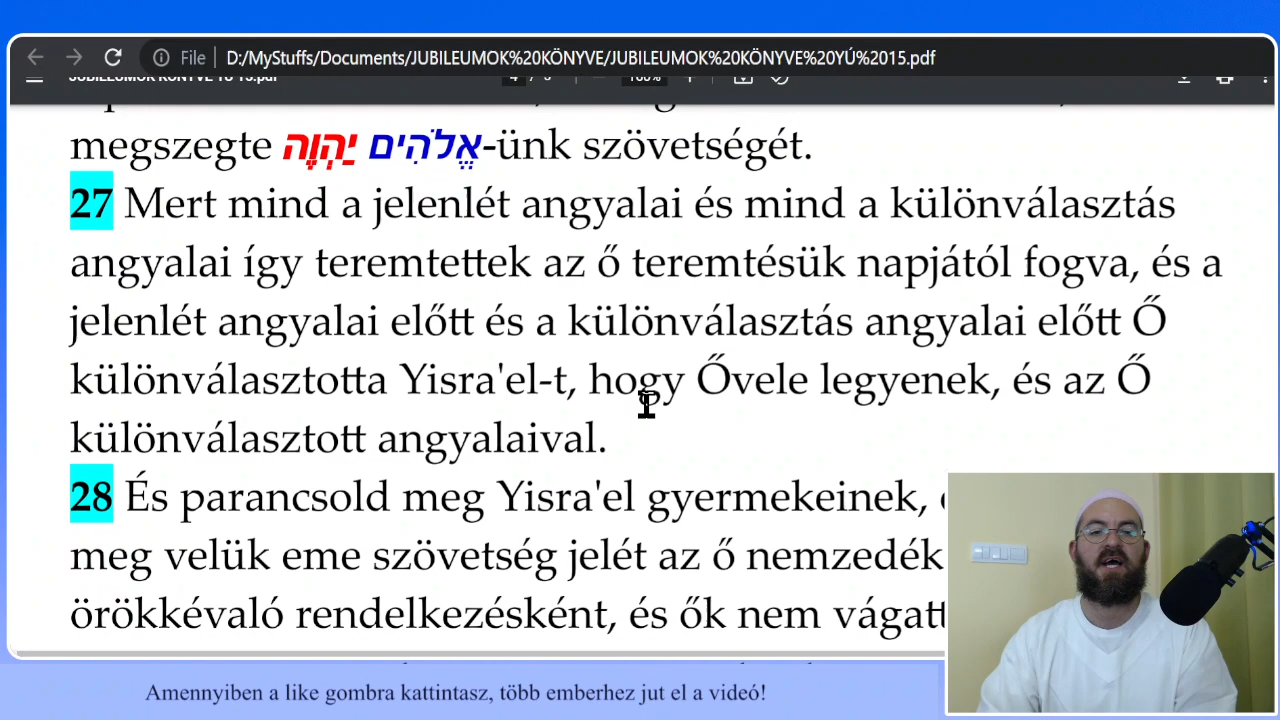 File D:/MyStuffs/Documents/JUBILEUMOK%20KÖNYVE/JUBILEUMOK%20KÖNYVE%20YÚ%2015.pdf
megszegte יַהְוֶה אֱלֹהִים-ünk szövetségét.
27 Mert mind a jelenlét angyalai és mind a különválasztás
angyalai így teremtettek az ő teremtésük napjától fogva, és a
jelenlét angyalai előtt és a különválasztás angyalai előtt Ő
különválasztotta Yisra'el-t, hogy Ővele legyenek, és az Ő
különválasztott angyalaival.
28 És parancsold meg Yisra'el gyermekeinek,
meg velük eme szövetség jelét az ő nemzedék
örökkévaló rendelkezésként, és ők nem vágatt
Amennyiben a like gombra kattintasz, több emberhez jut el a videó!